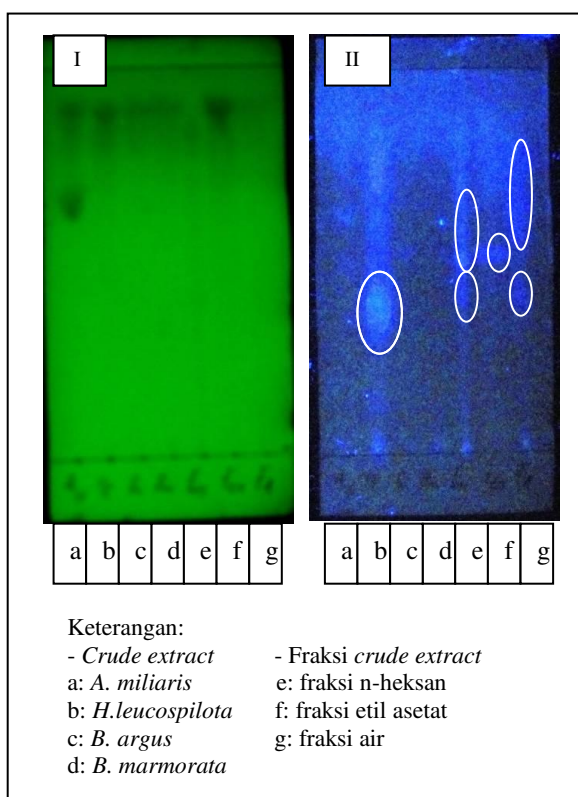 I II
a b c d e f g a b c d e f g
Keterangan:
- Crude extract - Fraksi crude extract
a: A. miliaris e: fraksi n-heksan
b: H.leucospilota f: fraksi etil asetat
c: B. argus g: fraksi air
d: B. marmorata